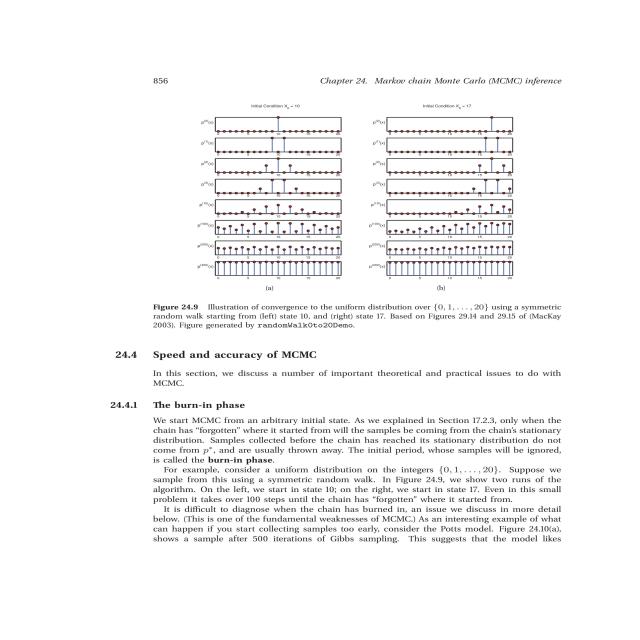 856
Chapter 24. Markov chain Monte Carlo (MCMC) inference
Initial Condition X0 = 10
Initial Condition X0 = 17
(a)
(b)
Figure 24.9 Illustration of convergence to the uniform distribution over {0, 1, . . . , 20} using a symmetric
random walk starting from (left) state 10, and (right) state 17. Based on Figures 29.14 and 29.15 of (MacKay
2003). Figure generated by randomWalk0to20Demo.
24.4 Speed and accuracy of MCMC
In this section, we discuss a number of important theoretical and practical issues to do with
MCMC.
24.4.1 The burn-in phase
We start MCMC from an arbitrary initial state. As we explained in Section 17.2.3, only when the
chain has “forgotten” where it started from will the samples be coming from the chain’s stationary
distribution. Samples collected before the chain has reached its stationary distribution do not
come from p*, and are usually thrown away. The initial period, whose samples will be ignored,
is called the burn-in phase.
For example, consider a uniform distribution on the integers {0, 1, . . . , 20}. Suppose we
sample from this using a symmetric random walk. In Figure 24.9, we show two runs of the
algorithm. On the left, we start in state 10; on the right, we start in state 17. Even in this small
problem it takes over 100 steps until the chain has “forgotten” where it started from.
It is difficult to diagnose when the chain has burned in, an issue we discuss in more detail
below. (This is one of the fundamental weaknesses of MCMC.) As an interesting example of what
can happen if you start collecting samples too early, consider the Potts model. Figure 24.10(a),
shows a sample after 500 iterations of Gibbs sampling. This suggests that the model likes